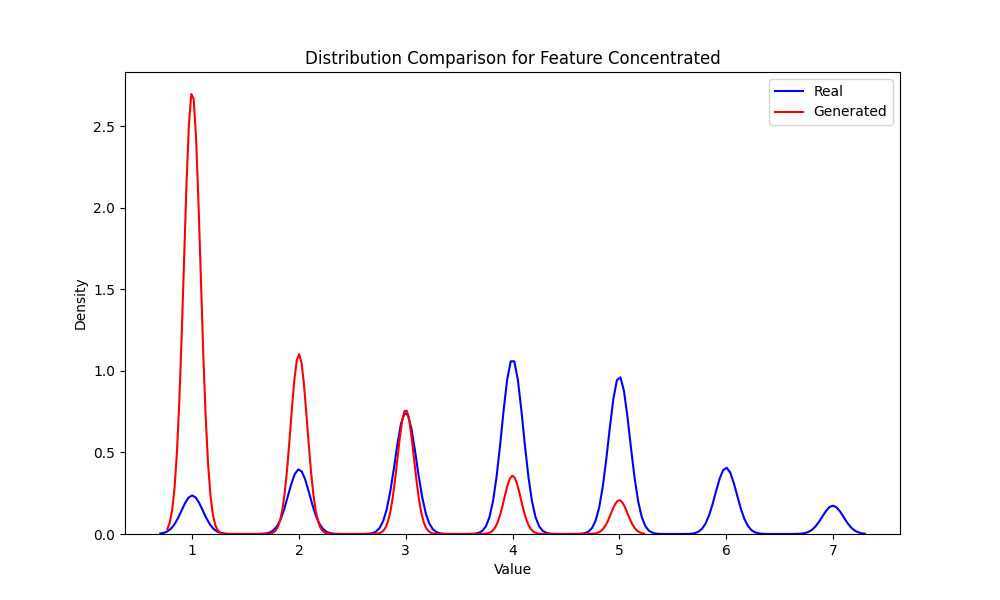 Distribution Comparison for Feature Concentrated
Real
Generated
2.5
2.0
1.5
1.0
0.5
0.0
Density
1 2 3 4 5 6 7
Value